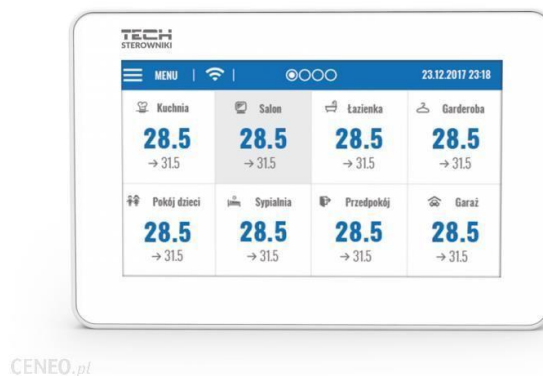 TECH
STEROWNIKI
MENU | | 23.12.2017 23:18
Kuchnia Salon Łazienka Garderoba
28.5 28.5 28.5 28.5
→ 31.5 → 31.5 → 31.5 → 31.5
Pokój dzieci Sypialnia Przedpokój Garaż
28.5 28.5 28.5 28.5
→ 31.5 → 31.5 → 31.5 → 31.5
CENEO.pl